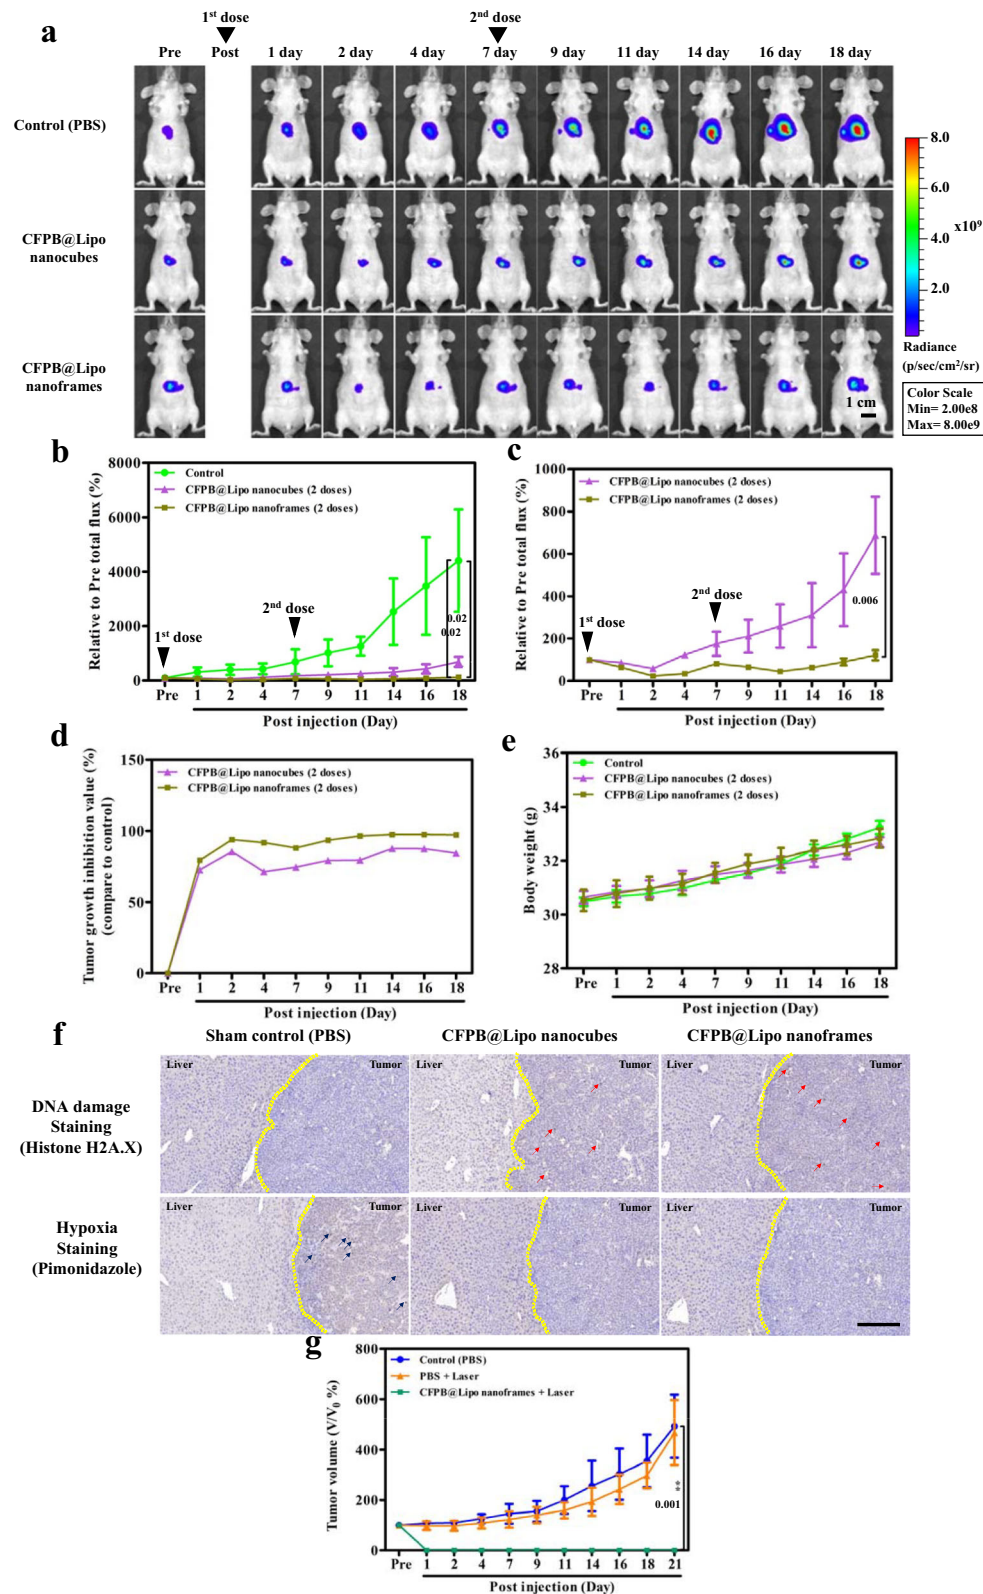 a
1st dose
2nd dose
Pre Post 1 day 2 day 4 day 7 day 9 day 11 day 14 day 16 day 18 day
Control (PBS)
CFPB@Lipo
nanocubes
CFPB@Lipo
nanoframes
8.0
6.0
x10⁹
4.0
2.0
Radiance
(p/sec/cm²/sr)
Color Scale
Min= 2.00e8
Max= 8.00e9
1 cm
b
Relative to Pre total flux (%)
8000
6000
4000
2000
0
Control
CFPB@Lipo nanocubes (2 doses)
CFPB@Lipo nanoframes (2 doses)
1st dose
2nd dose
0.02
0.02
Pre 1 2 4 7 9 11 14 16 18
Post injection (Day)
c
Relative to Pre total flux (%)
1000
800
600
400
200
0
CFPB@Lipo nanocubes (2 doses)
CFPB@Lipo nanoframes (2 doses)
1st dose
2nd dose
0.006
Pre 1 2 4 7 9 11 14 16 18
Post injection (Day)
d
Tumor growth inhibition value (%)
(compare to control)
150
100
50
0
CFPB@Lipo nanocubes (2 doses)
CFPB@Lipo nanoframes (2 doses)
Pre 1 2 4 7 9 11 14 16 18
Post injection (Day)
e
Body weight (g)
36
34
32
30
28
Control
CFPB@Lipo nanocubes (2 doses)
CFPB@Lipo nanoframes (2 doses)
Pre 1 2 4 7 9 11 14 16 18
Post injection (Day)
f
Sham control (PBS) CFPB@Lipo nanocubes CFPB@Lipo nanoframes
DNA damage
Staining
(Histone H2A.X)
Liver Tumor Liver Tumor Liver Tumor
Hypoxia
Staining
(Pimonidazole)
Liver Tumor Liver Tumor Liver Tumor
g
Tumor volume (V/V₀ %)
800
600
400
200
0
Control (PBS)
PBS + Laser
CFPB@Lipo nanoframes + Laser
**
0.001
Pre 1 2 4 7 9 11 14 16 18 21
Post injection (Day)